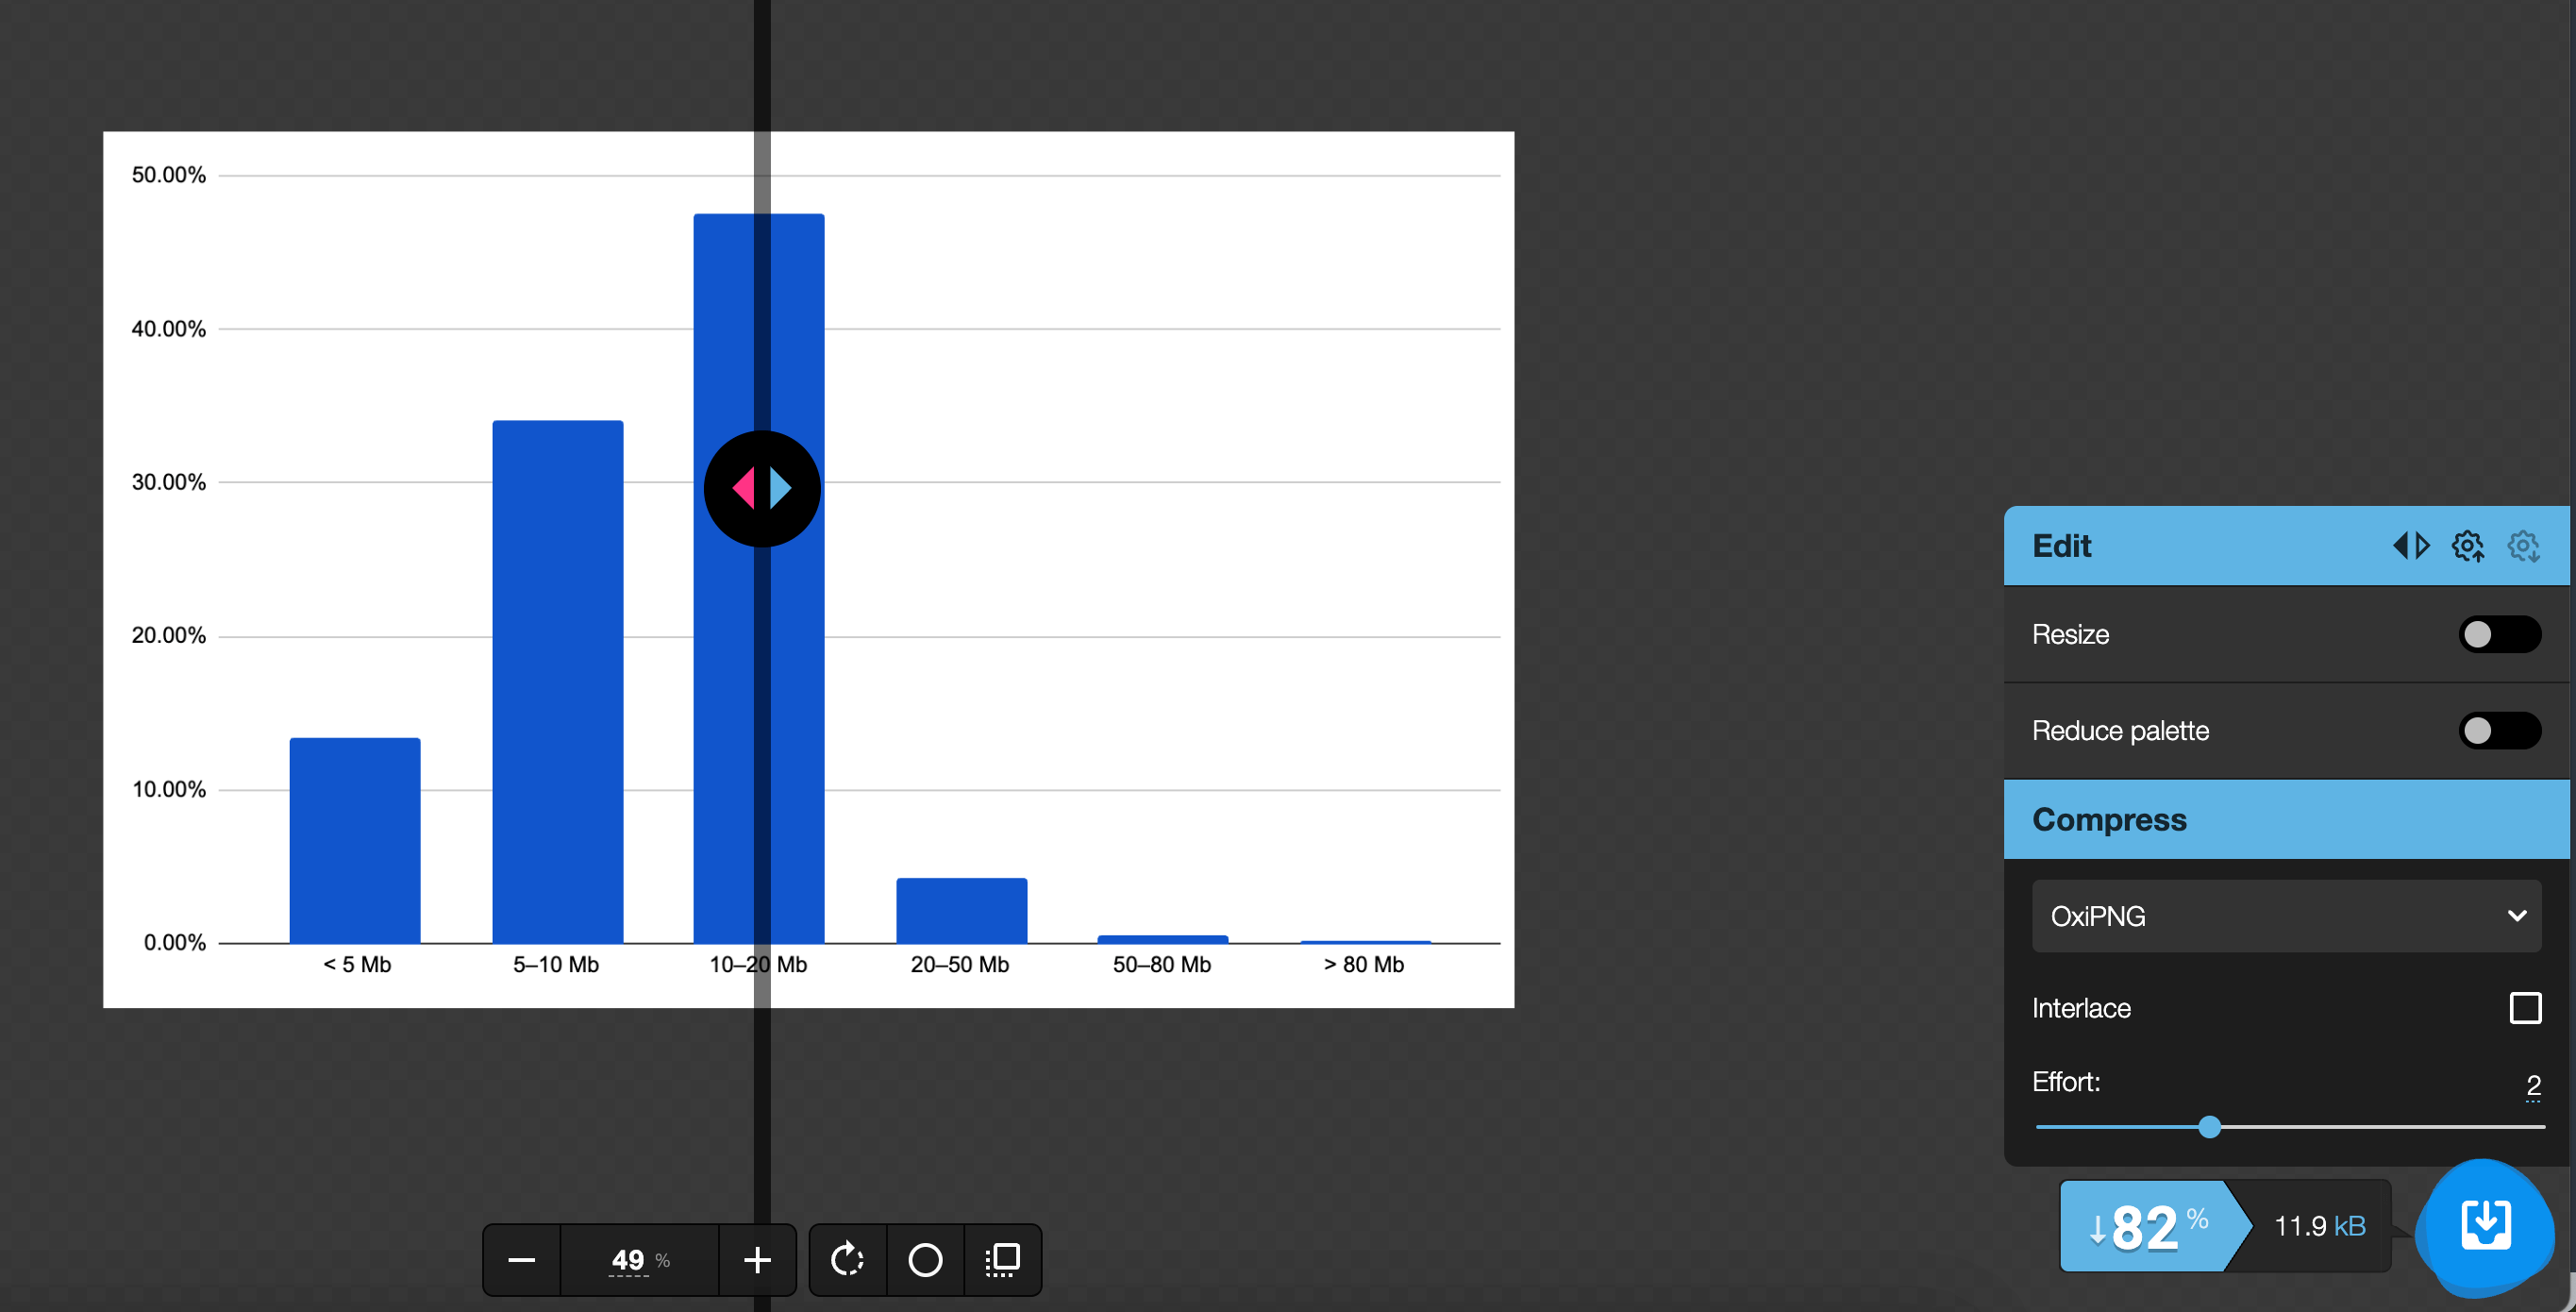 50.00%
40.00%
30.00%
20.00%
10.00%
0.00%
< 5 Mb 5–10 Mb 10–20 Mb 20–50 Mb 50–80 Mb > 80 Mb
Edit
Resize
Reduce palette
Compress
OxiPNG
Interlace
Effort: 2
↓82 % 11.9 kB
49 %